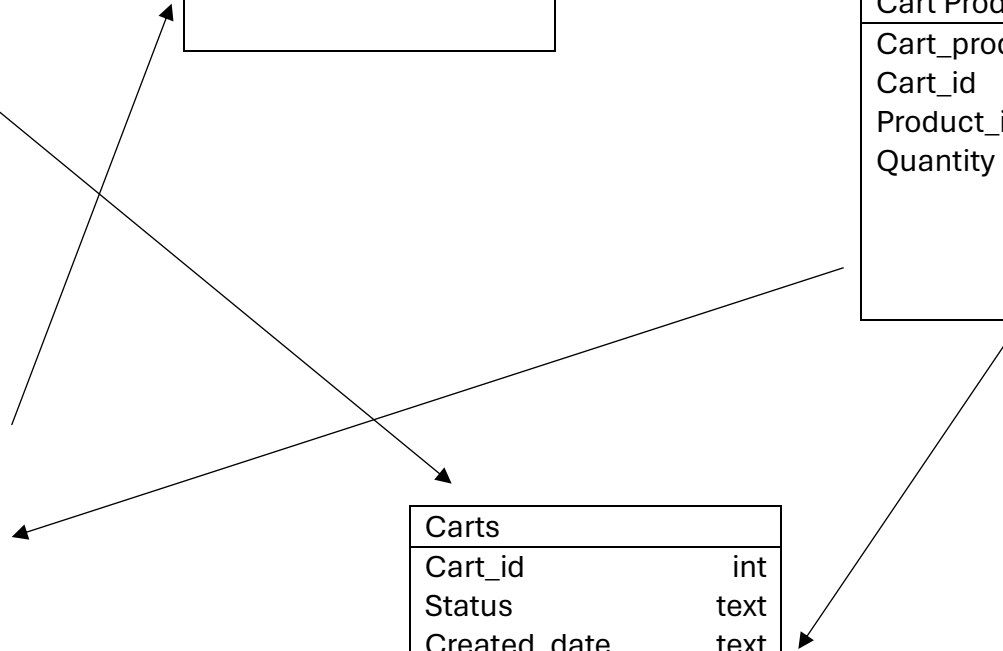 Cart Prod
Cart_prod
Cart_id
Product_i
Quantity
Carts
Cart_id int
Status text
Created_date text